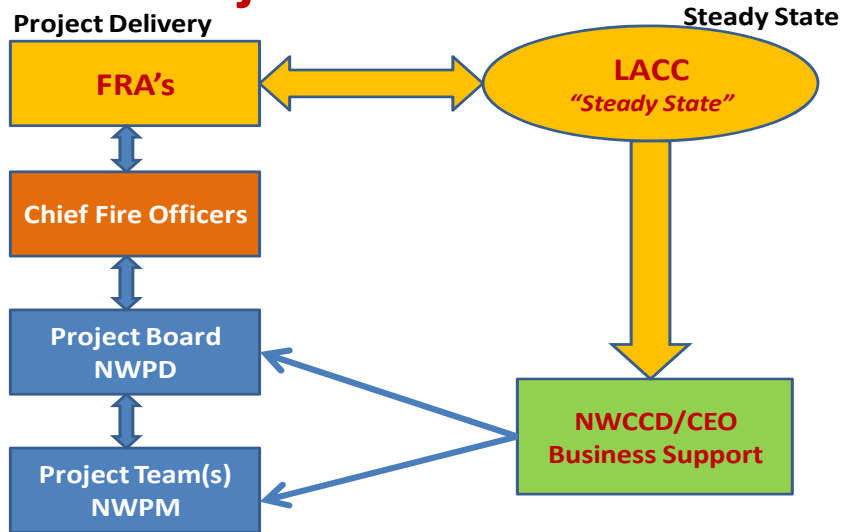 Project Delivery
Steady State
FRA's
LACC
"Steady State"
Chief Fire Officers
Project Board
NWPD
NWCCD/CEO
Business Support
Project Team(s)
NWPM